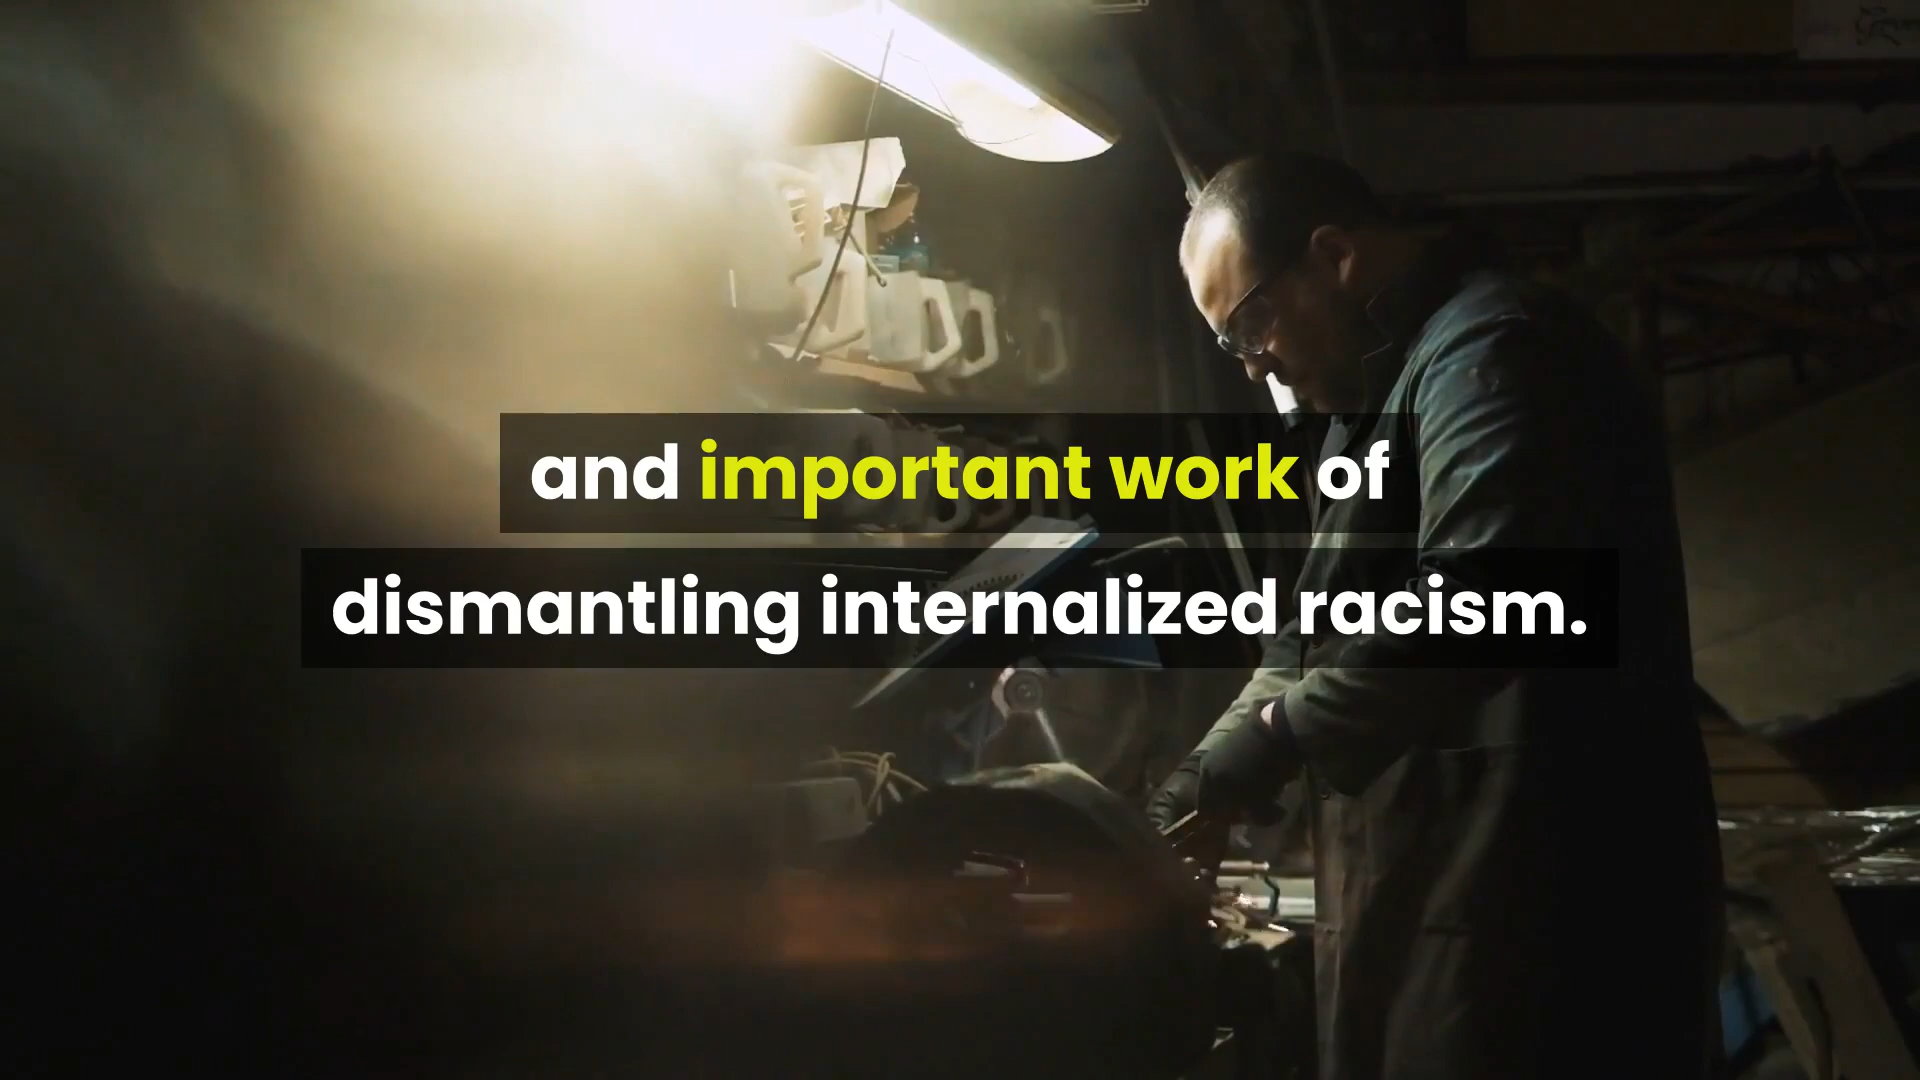 and important work of
dismantling internalized racism.